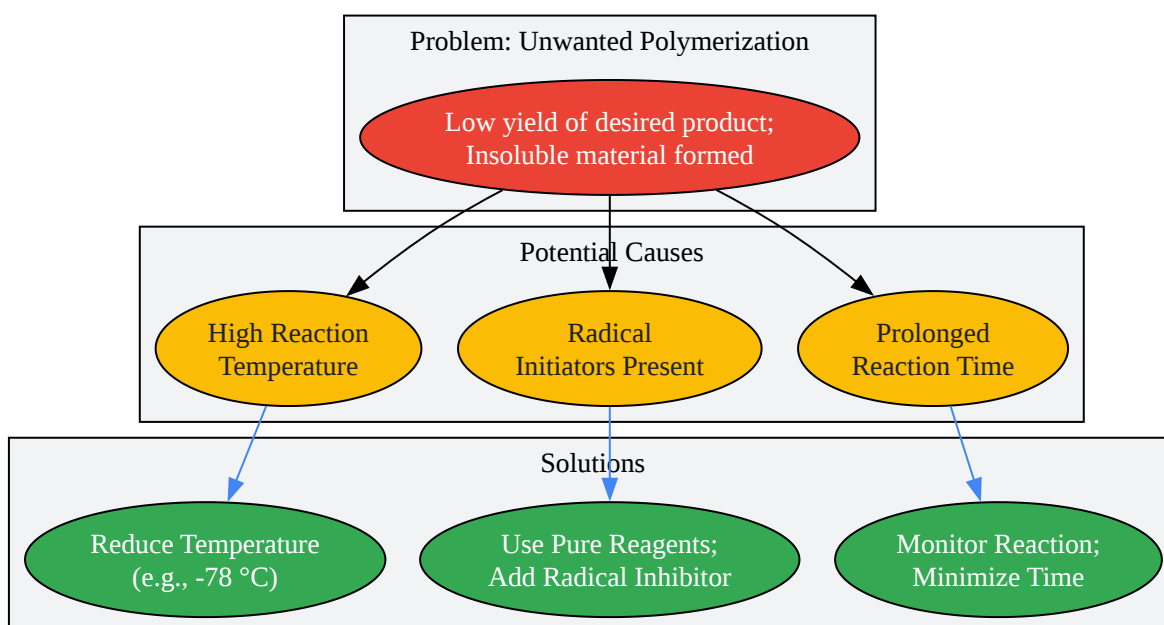 Problem: Unwanted Polymerization
Low yield of desired product;
Insoluble material formed
Potential Causes
High Reaction
Temperature
Radical
Initiators Present
Prolonged
Reaction Time
Solutions
Reduce Temperature
(e.g., -78 °C)
Use Pure Reagents;
Add Radical Inhibitor
Monitor Reaction;
Minimize Time